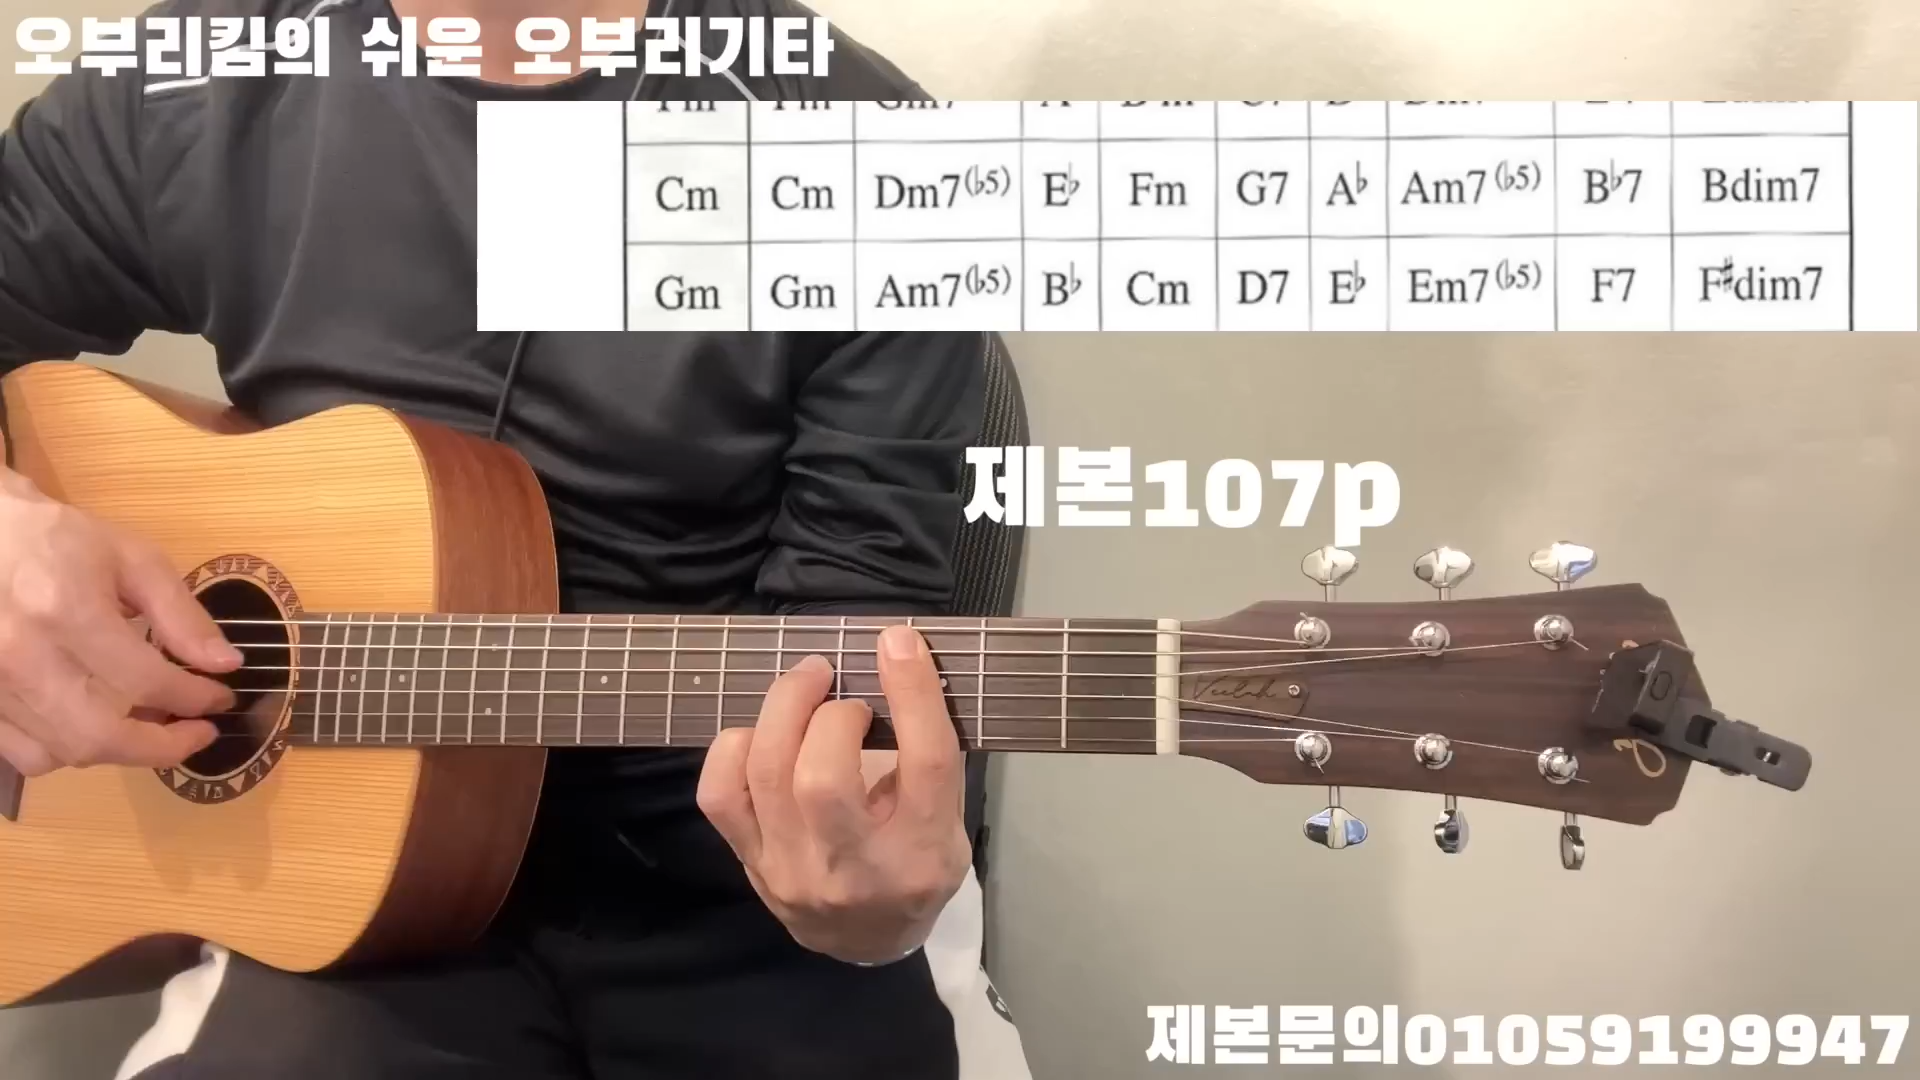 오부리킴의 쉬운 오부리기타
Cm Cm Dm7(♭5) E♭ Fm G7 A♭ Am7(♭5) B♭7 Bdim7
Gm Gm Am7(♭5) B♭ Cm D7 E♭ Em7(♭5) F7 F♯dim7
제본107p
제본문의01059199947